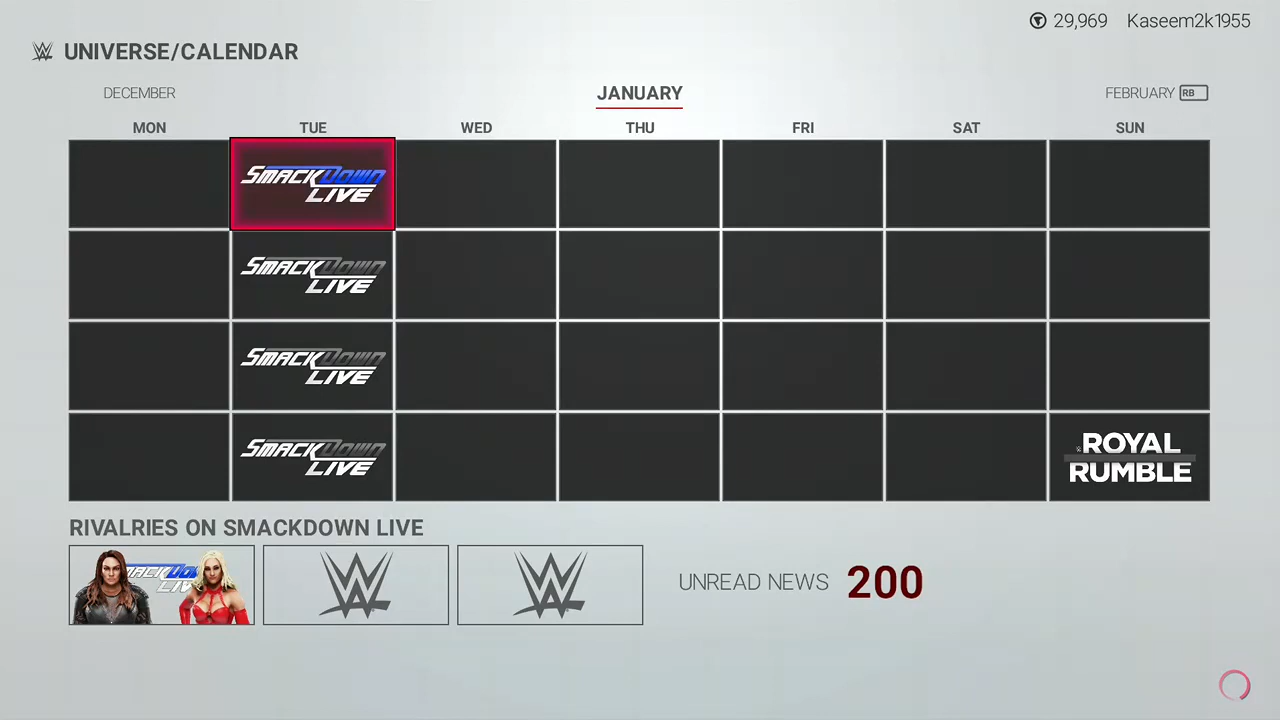 29,969 Kaseem2k1955
UNIVERSE/CALENDAR
DECEMBER JANUARY FEBRUARY RB
MON TUE WED THU FRI SAT SUN
SMACKDOWN
LIVE
SMACKDOWN
LIVE
SMACKDOWN
LIVE
SMACKDOWN
LIVE
ROYAL
RUMBLE
RIVALRIES ON SMACKDOWN LIVE
UNREAD NEWS 200